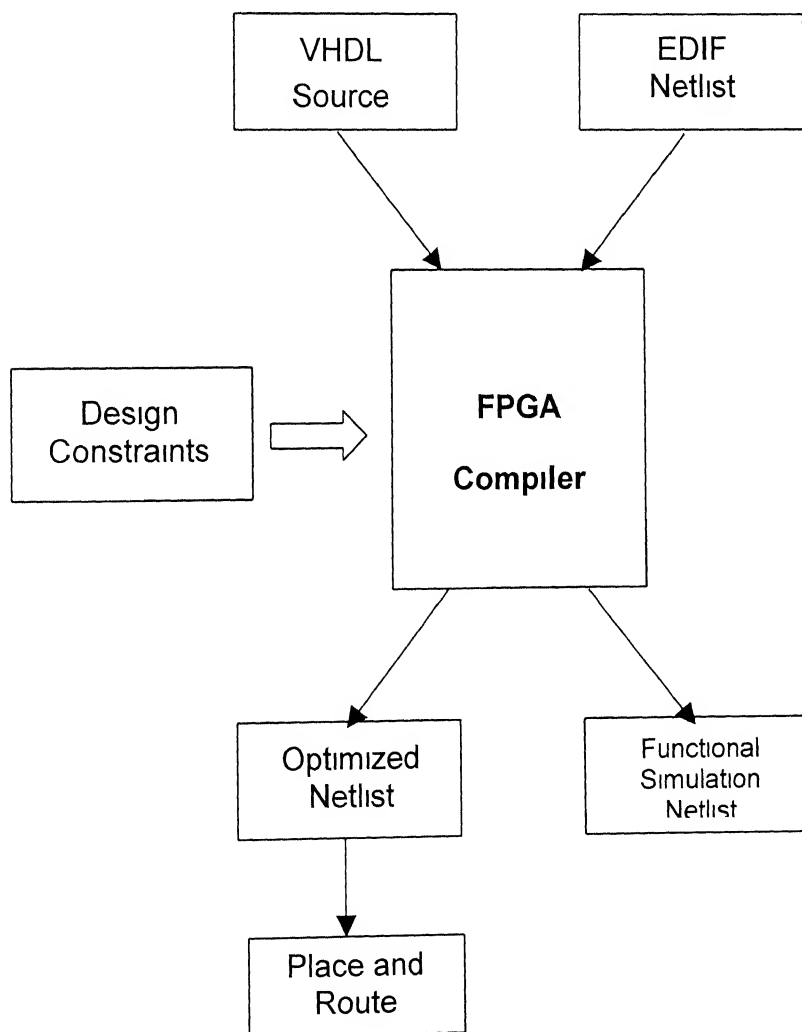 VHDL
Source
EDIF
Netlist
Design
Constraints
FPGA
Compiler
Optimized
Netlist
Functional
Simulation
Netlist
Place and
Route